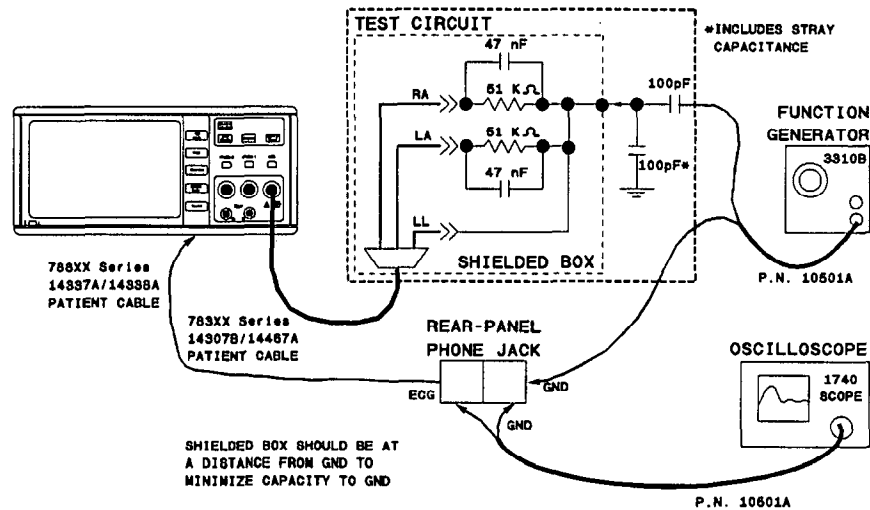 TEST CIRCUIT
*INCLUDES STRAY
CAPACITANCE
47 nF
RA
51 KΩ
100pF
LA
51 KΩ
100pF*
47 nF
LL
SHIELDED BOX
FUNCTION
GENERATOR
3310B
P.N. 10501A
788XX Series
14337A/14338A
PATIENT CABLE
783XX Series
14307B/14467A
PATIENT CABLE
REAR-PANEL
PHONE JACK
ECG
GND
GND
OSCILLOSCOPE
1740
SCOPE
SHIELDED BOX SHOULD BE AT
A DISTANCE FROM GND TO
MINIMIZE CAPACITY TO GND
P.N. 10501A